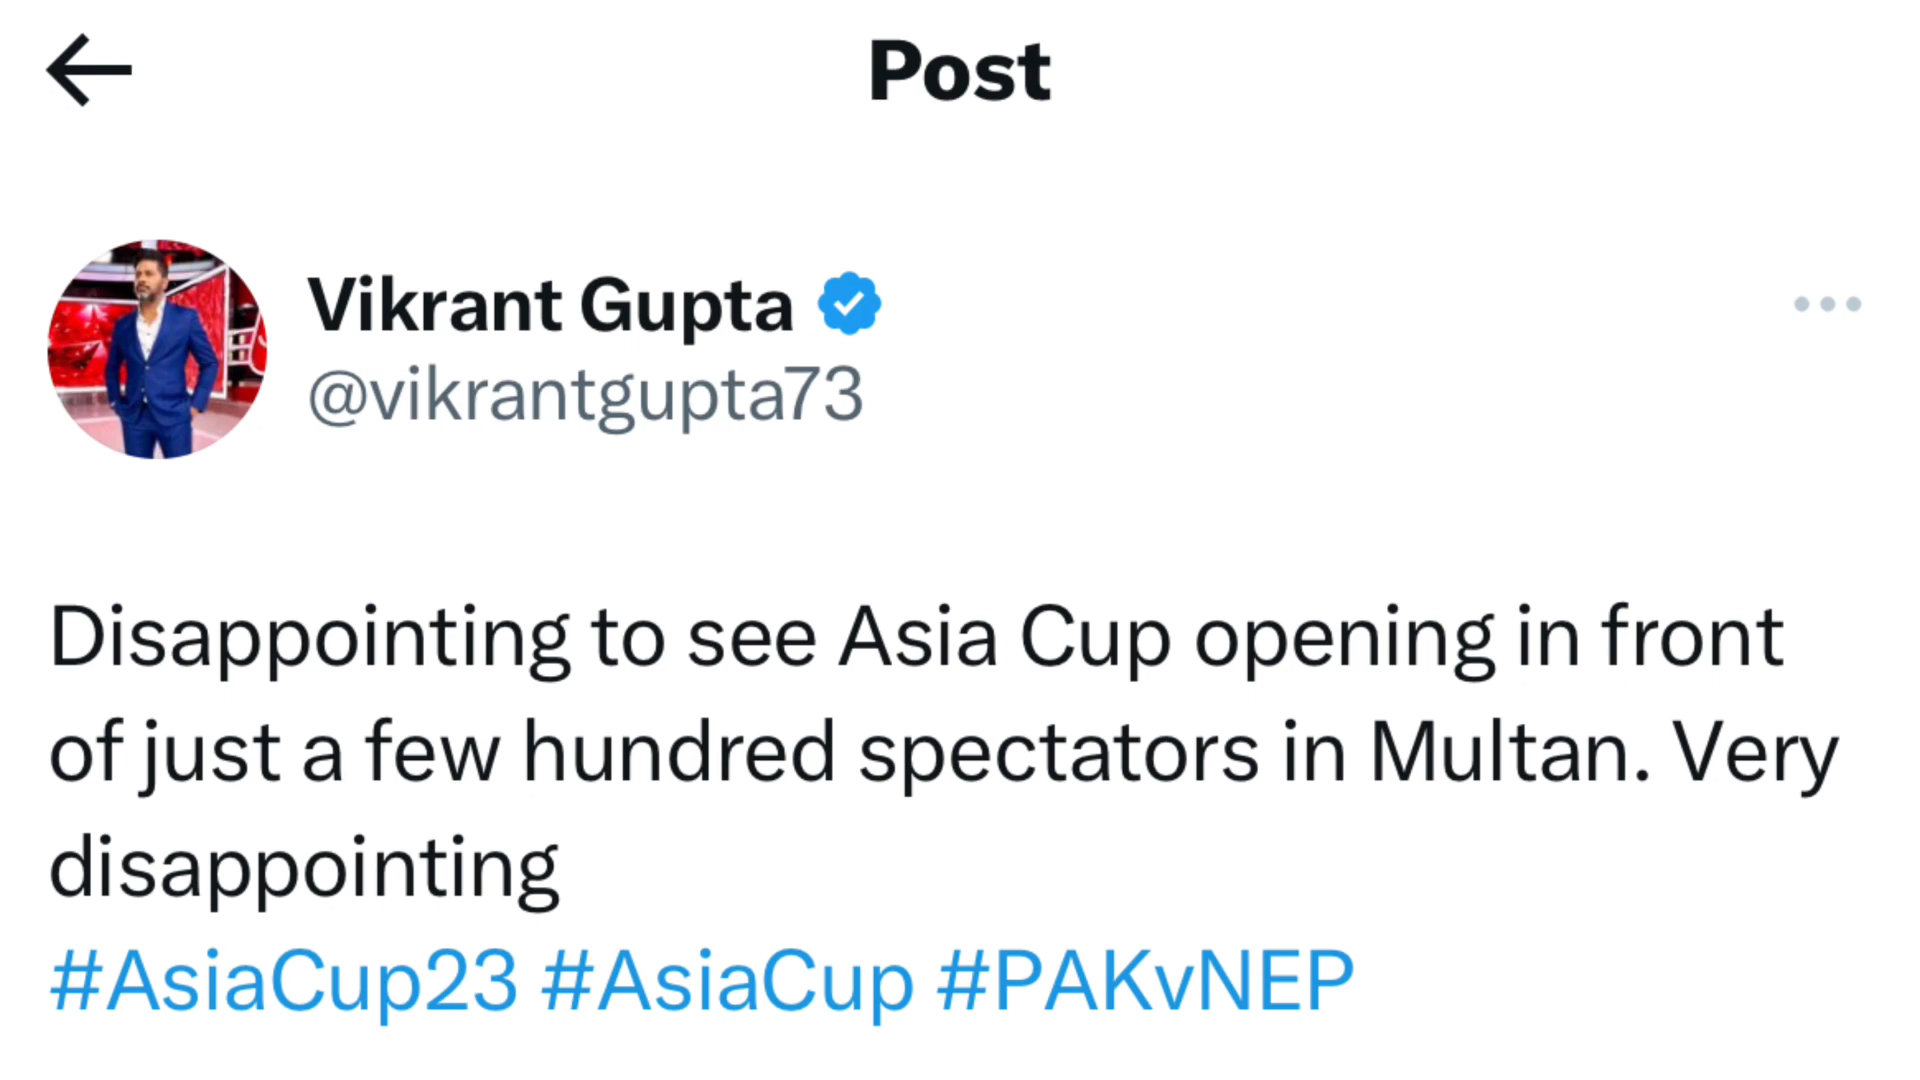 Post
Vikrant Gupta
@vikrantgupta73
Disappointing to see Asia Cup opening in front
of just a few hundred spectators in Multan. Very
disappointing
#AsiaCup23 #AsiaCup #PAKvNEP